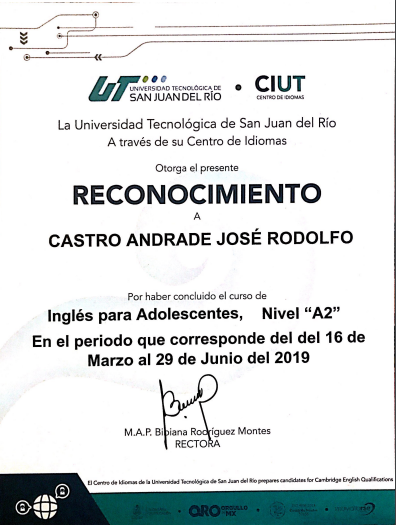 UT UNIVERSIDAD TECNOLÓGICA DE
SAN JUAN DEL RÍO
CIUT
CENTRO DE IDIOMAS
La Universidad Tecnológica de San Juan del Río
A través de su Centro de Idiomas
Otorga el presente
RECONOCIMIENTO
A
CASTRO ANDRADE JOSÉ RODOLFO
Por haber concluido el curso de
Inglés para Adolescentes, Nivel “A2”
En el periodo que corresponde del del 16 de
Marzo al 29 de Junio del 2019
M.A.P. Bibiana Rodríguez Montes
RECTORA
El Centro de Idiomas de la Universidad Tecnológica de San Juan del Río prepares candidates for Cambridge English Qualifications
QRO ORGULLO
DE MX